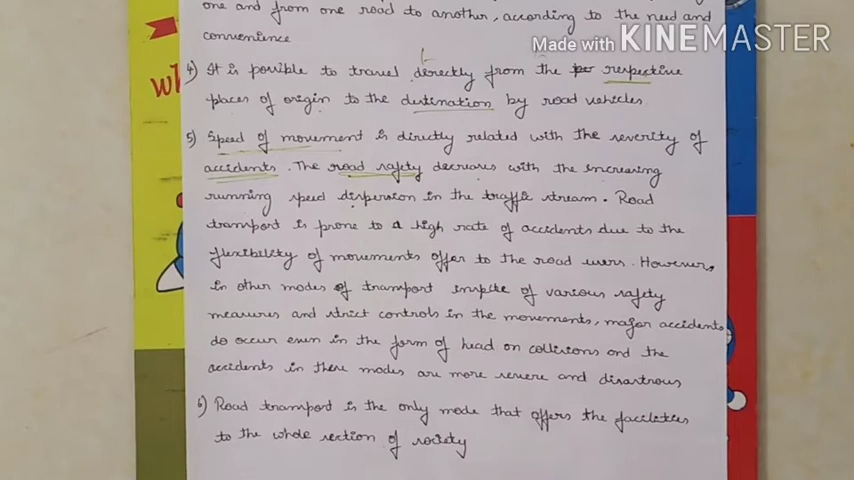 one and from one road to another, according to the need and
convenience
Made with KINEMASTER
4) It is possible to travel directly from the respective
places of origin to the destination by road vehicles.
5) Speed of movement is directly related with the severity of
accidents. The road safety decreases with the increasing
running speed dispersion in the traffic stream. Road
transport is prone to a high rate of accidents due to the
flexibility of movements offer to the road users. However,
in other modes of transport inspite of various safety
measures and strict controls in the movements, major accidents
do occur even in the form of head on collisions and the
accidents in these modes are more severe and disastrous
6) Road transport is the only mode that offers the facilities
to the whole section of society